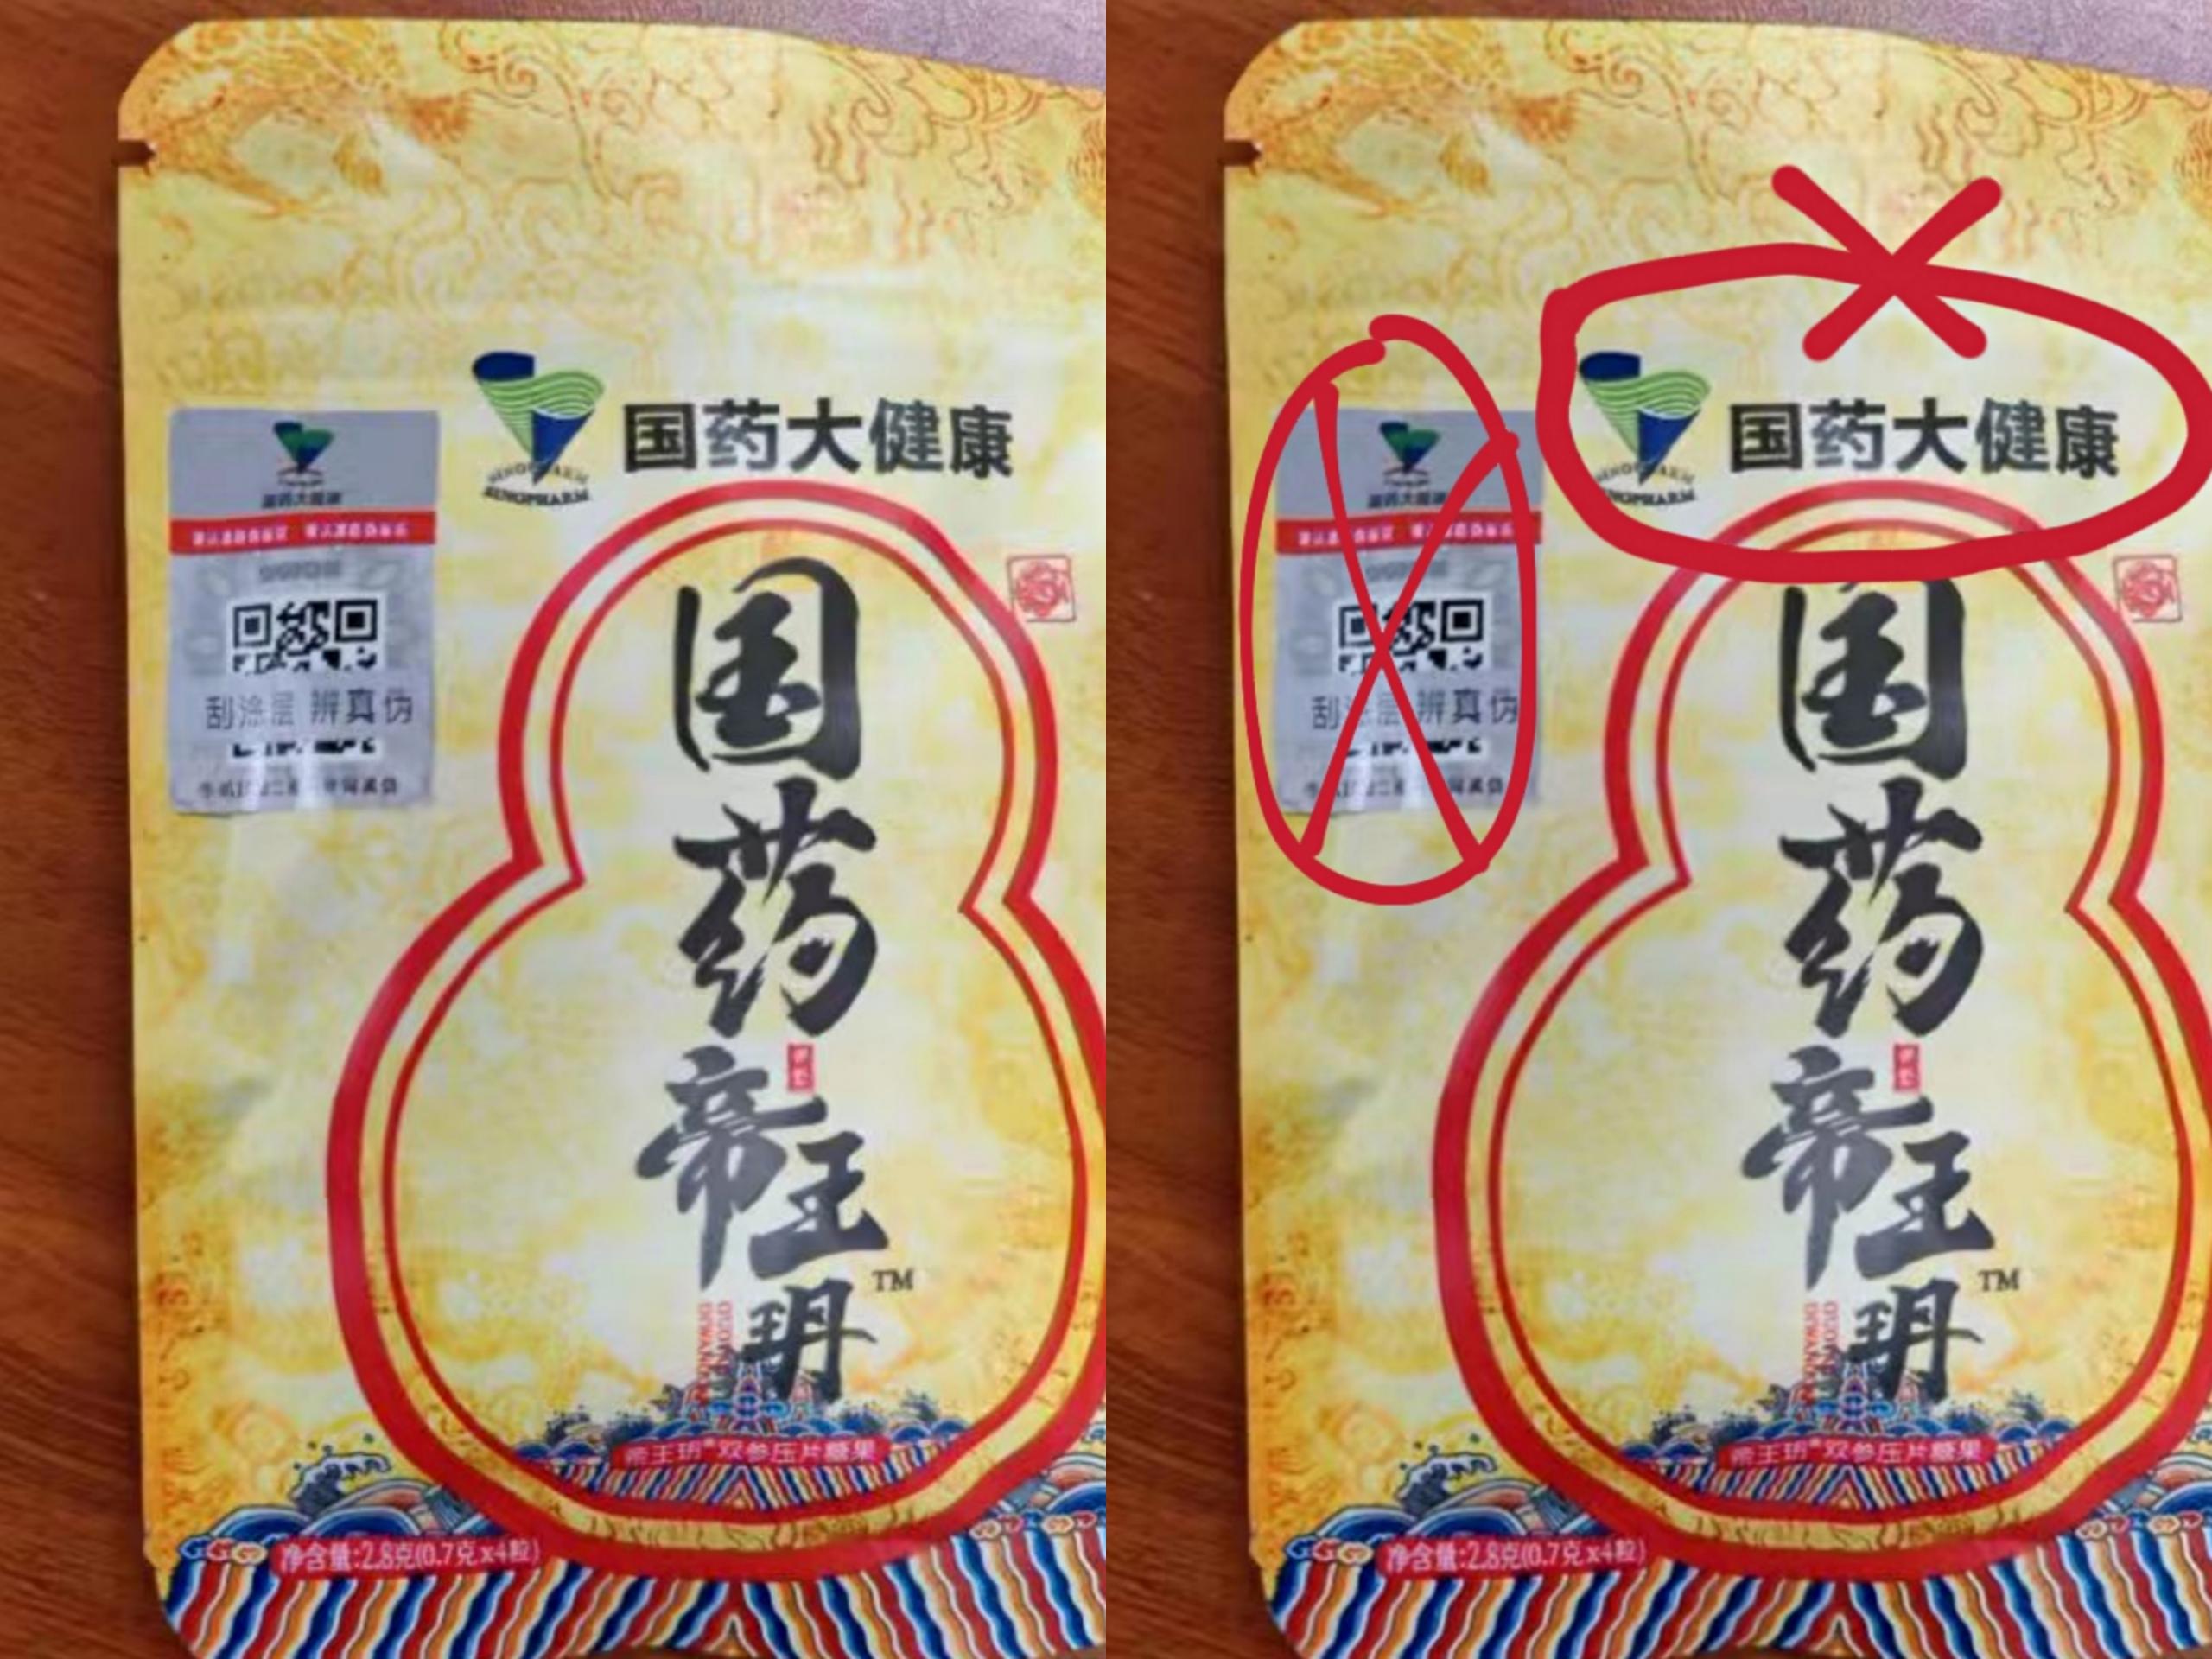 国药大健康
SINOPHARM
国药大健康
刮涂层 辨真伪
国
药
帝
王
玥
TM
帝王玥®双参压片糖果
净含量:2.8克(0.7克x4粒)
国药大健康
国药大健康
刮涂层 辨真伪
国
药
帝
王
玥
TM
帝王玥®双参压片糖果
净含量:2.8克(0.7克x4粒)